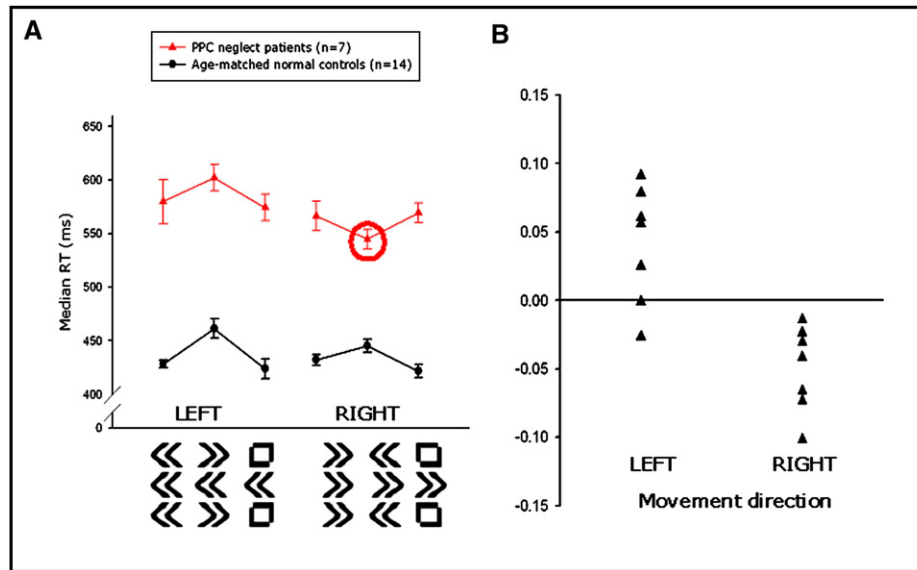 A
PPC neglect patients (n=7)
Age-matched normal controls (n=14)
Median RT (ms)
650
600
550
500
450
400
0
LEFT RIGHT
B
0.15
0.10
0.05
0.00
-0.05
-0.10
-0.15
LEFT RIGHT
Movement direction